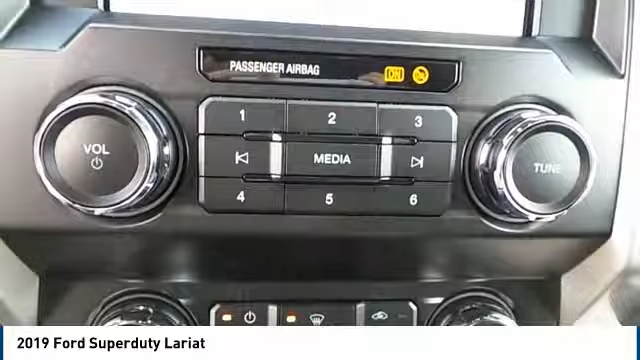 PASSENGER AIRBAG ON
1 2 3
VOL
MEDIA
TUNE
4 5 6
2019 Ford Superduty Lariat